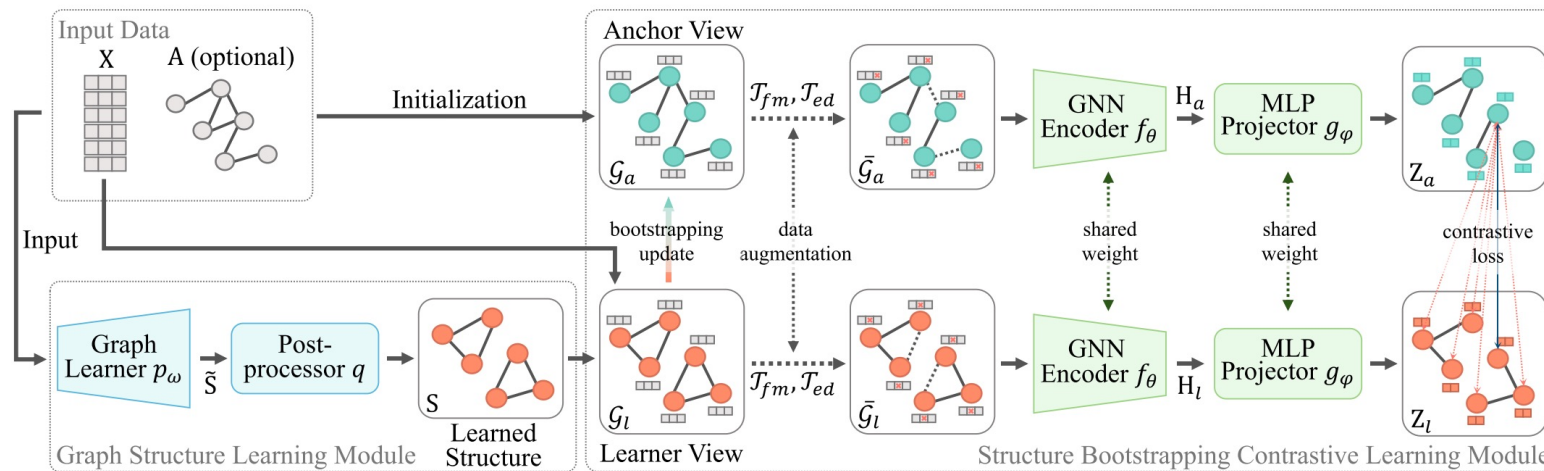 Input Data
X
A (optional)
Initialization
Input
Anchor View
𝒢a
𝒯fm, 𝒯ed
𝒢̄a
GNN
Encoder fθ
Ha
MLP
Projector gφ
Za
bootstrapping
update
data
augmentation
shared
weight
shared
weight
contrastive
loss
Graph
Learner pω
S̃
Post-
processor q
S
Learned
Structure
Graph Structure Learning Module
𝒢l
Learner View
𝒯fm, 𝒯ed
𝒢̄l
GNN
Encoder fθ
Hl
MLP
Projector gφ
Zl
Structure Bootstrapping Contrastive Learning Module